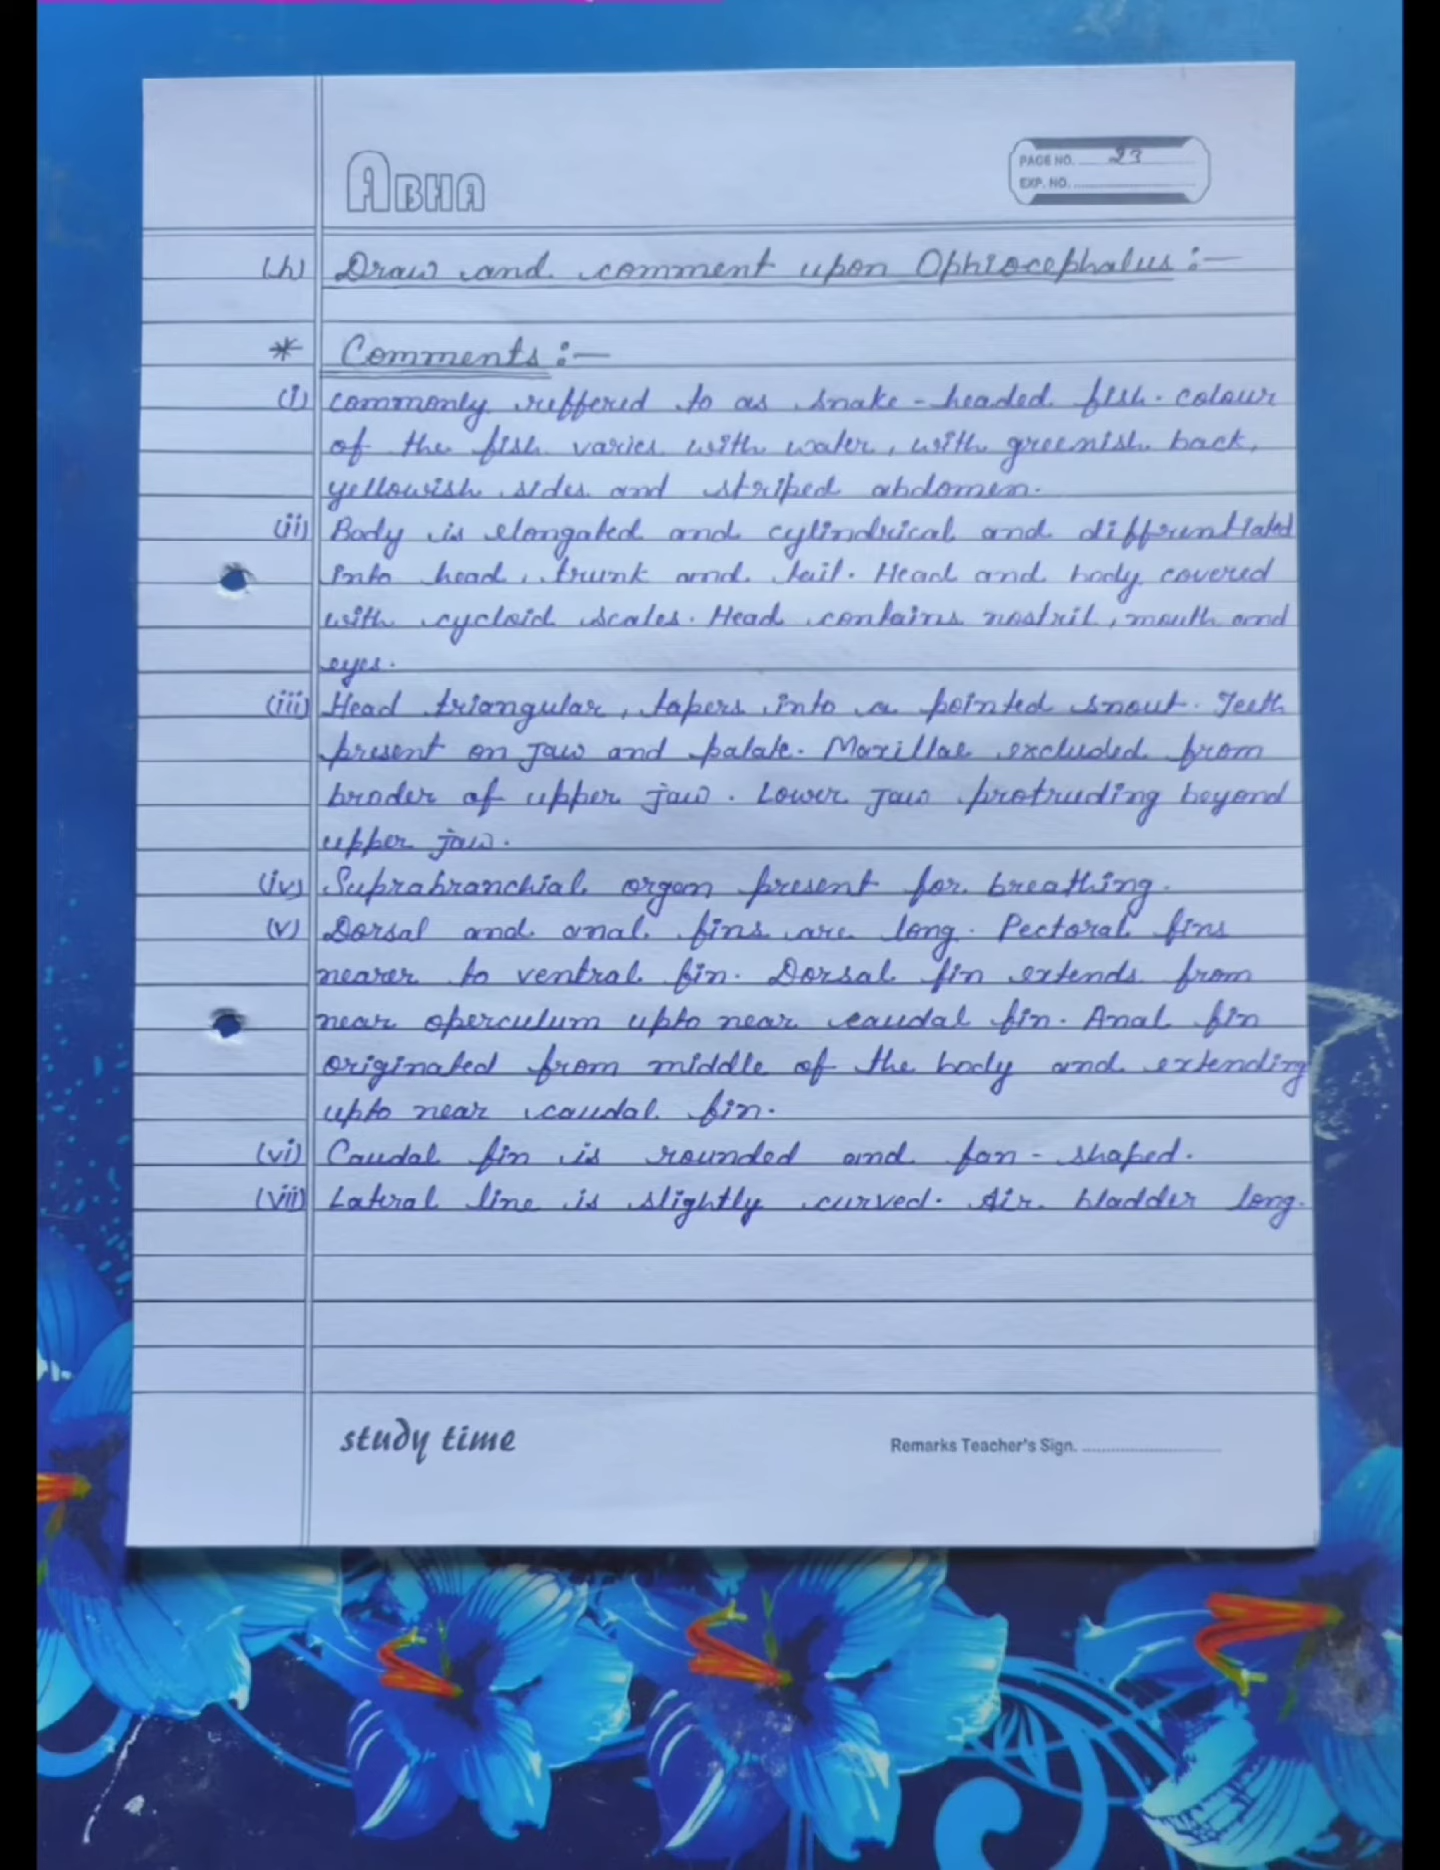 ABHA
PAGE NO. 23
EXP. NO.
(h) Draw and comment upon Ophiocephalus :—
* Comments :—
(i) commonly reffered to as snake-headed fish. colour
of the fish varies with water, with greenish back,
yellowish sides and striped abdomen.
(ii) Body is elongated and cylindrical and diffrentiated
into head, trunk and tail. Head and body covered
with cycloid scales. Head contains nostril, mouth and
eyes.
(iii) Head triangular, tapers into a pointed snout. Teeth
present on jaw and palate. Maxillae excluded from
broder of upper jaw. Lower jaw protruding beyond
upper jaw.
(iv) Suprabranchial organ present for breathing.
(v) Dorsal and anal fins are long. Pectoral fins
nearer to ventral fin. Dorsal fin extends from
near operculum upto near caudal fin. Anal fin
originated from middle of the body and extending
upto near caudal fin.
(vi) Caudal fin is rounded and fan-shaped.
(vii) Lateral line is slightly curved. Air bladder long.
study time
Remarks Teacher's Sign.